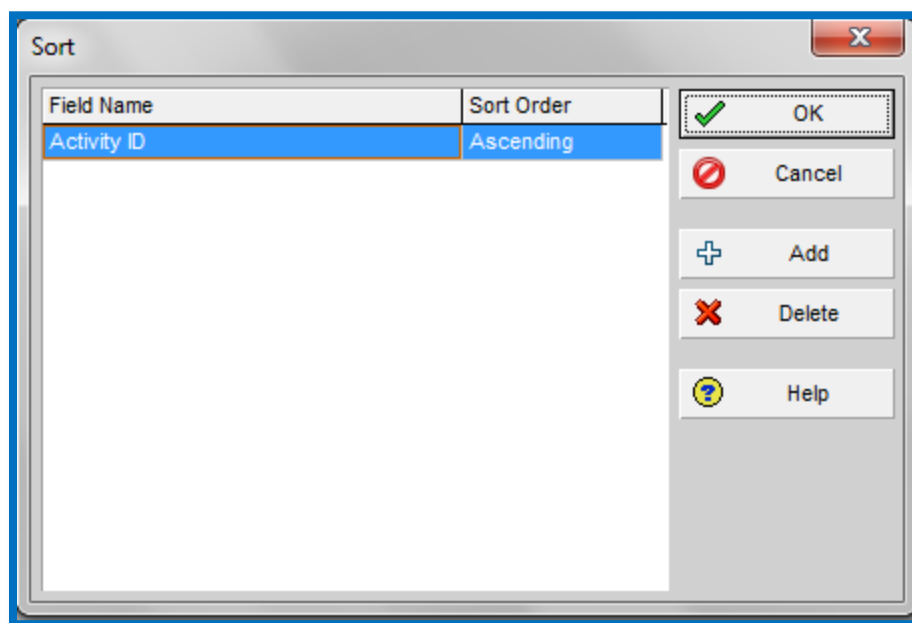 Sort
Field Name Sort Order
Activity ID Ascending
OK
Cancel
Add
Delete
Help